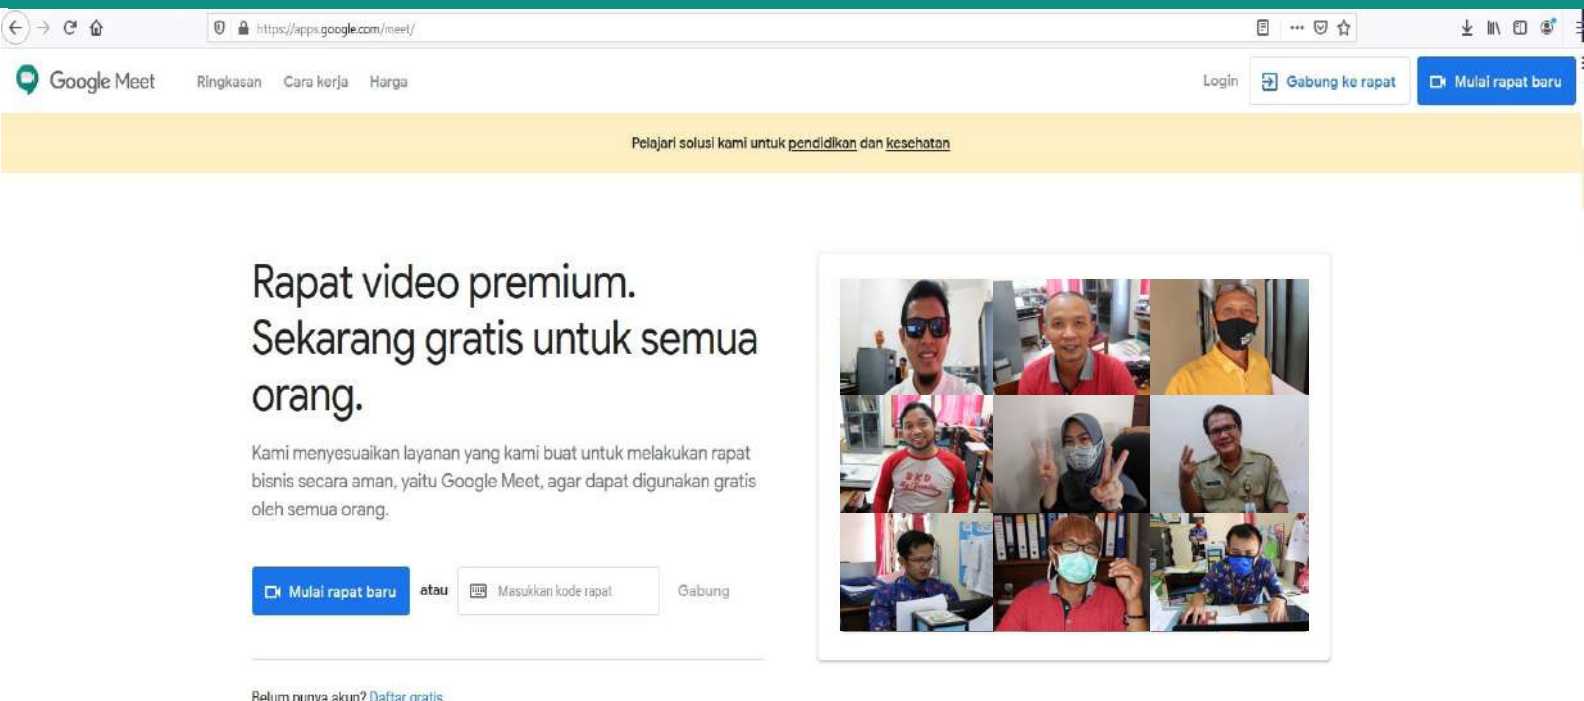 https://apps.google.com/meet/
Google Meet
Ringkasan
Cara kerja
Harga
Login
Gabung ke rapat
Mulai rapat baru
Pelajari solusi kami untuk pendidikan dan kesehatan
Rapat video premium.
Sekarang gratis untuk semua
orang.
Kami menyesuaikan layanan yang kami buat untuk melakukan rapat
bisnis secara aman, yaitu Google Meet, agar dapat digunakan gratis
oleh semua orang.
Mulai rapat baru
atau
Masukkan kode rapat
Gabung
BKD
Belum punya akun? Daftar gratis